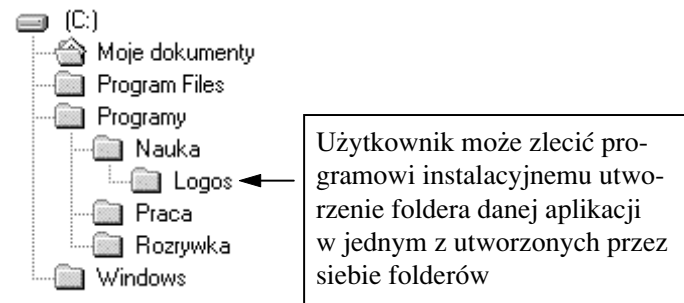 (C:)
Moje dokumenty
Program Files
Programy
Nauka
Logos
Praca
Rozrywka
Windows
Użytkownik może zlecić pro-
gramowi instalacyjnemu utwo-
rzenie foldera danej aplikacji
w jednym z utworzonych przez
siebie folderów